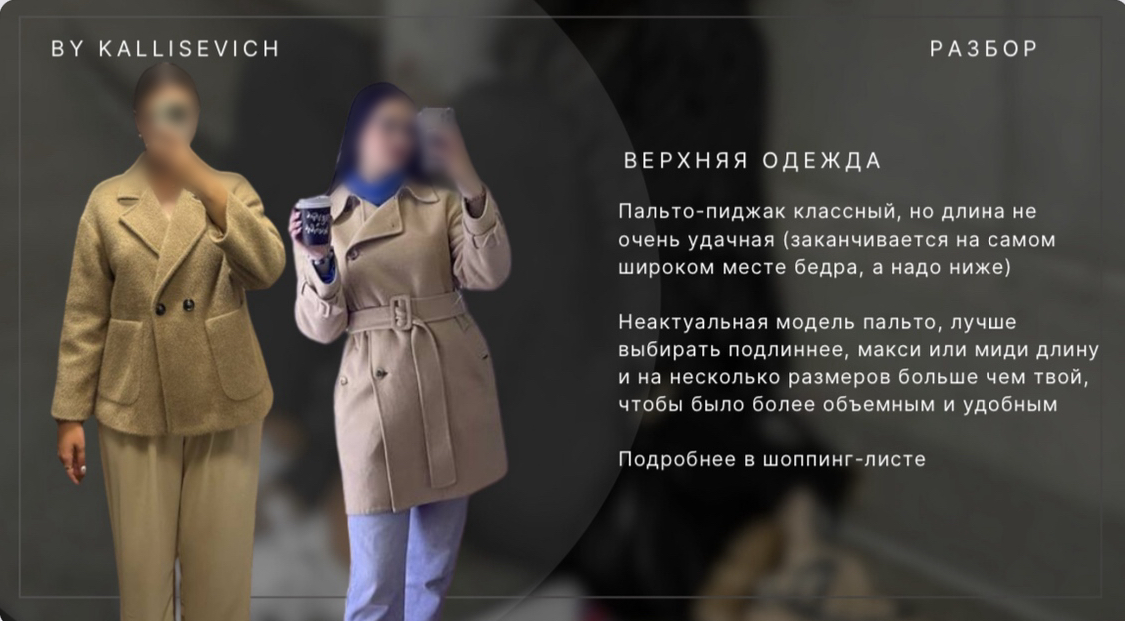 BY KALLISEVICH
РАЗБОР
ВЕРХНЯЯ ОДЕЖДА
Пальто-пиджак классный, но длина не
очень удачная (заканчивается на самом
широком месте бедра, а надо ниже)
Неактуальная модель пальто, лучше
выбирать подлиннее, макси или миди длину
и на несколько размеров больше чем твой,
чтобы было более объемным и удобным
Подробнее в шоппинг-листе